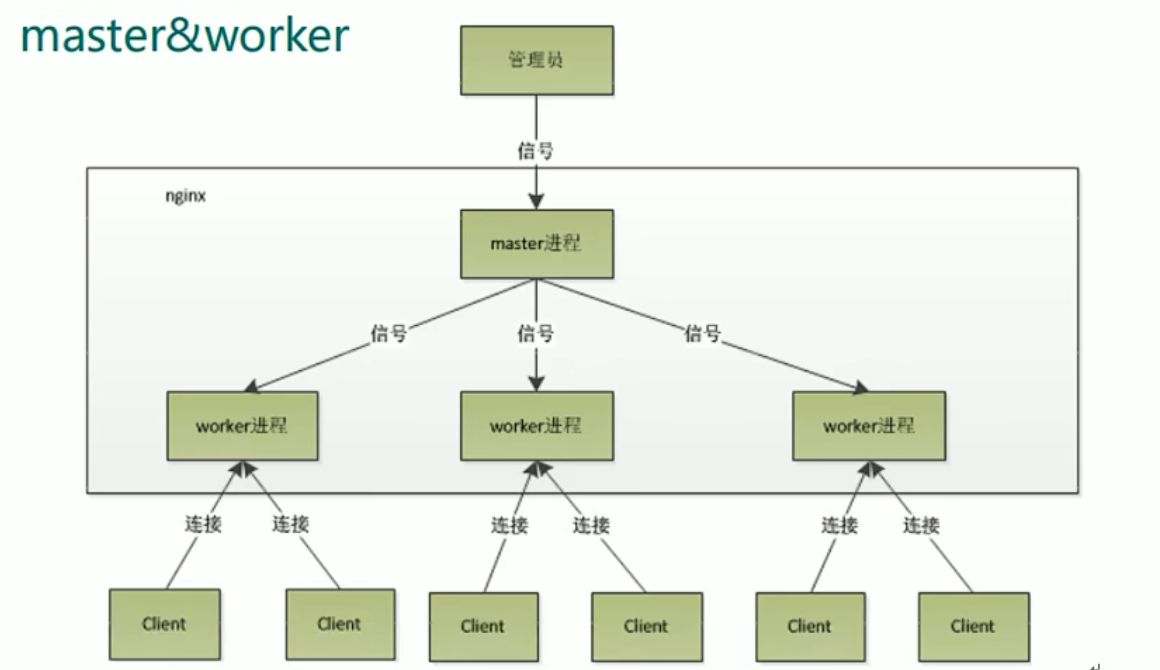 master&worker
管理员
信号
nginx
master进程
信号
信号
信号
worker进程
worker进程
worker进程
连接
连接
连接
连接
连接
连接
Client
Client
Client
Client
Client
Client